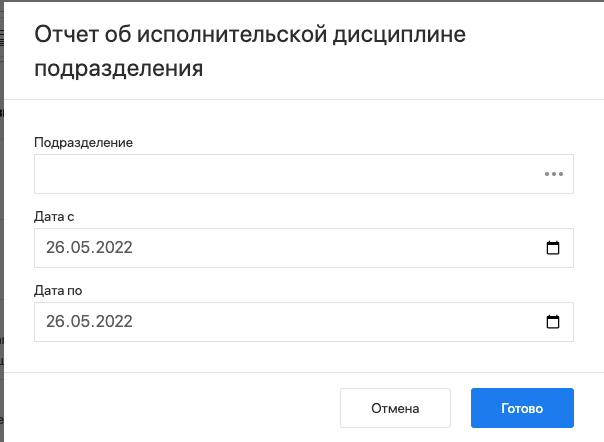 Отчет об исполнительской дисциплине
подразделения
Подразделение
Дата с
26.05.2022
Дата по
26.05.2022
Отмена
Готово